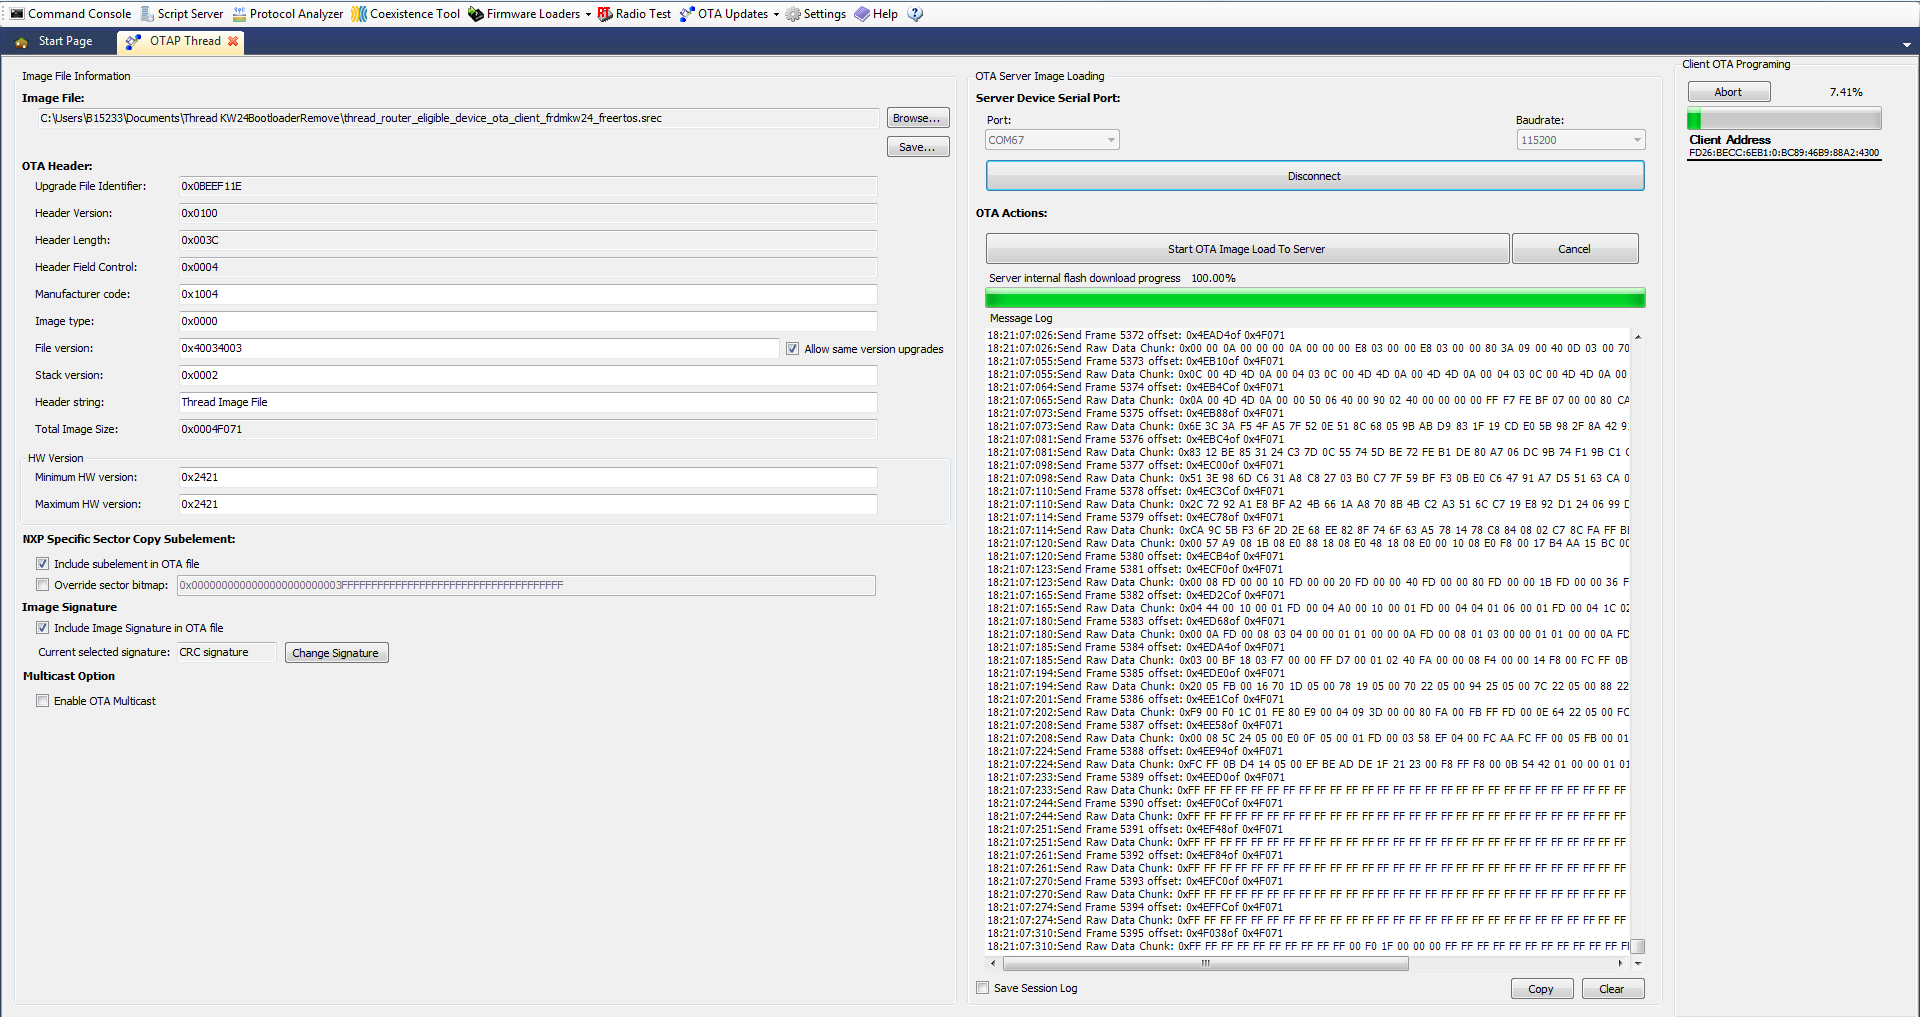 Command Console Script Server Protocol Analyzer Coexistence Tool Firmware Loaders Radio Test OTA Updates Settings Help
Start Page OTAP Thread
Image File Information
Image File:
C:\Users\B15233\Documents\Thread KW24BootloaderRemove\thread_router_eligible_device_ota_client_frdmkw24_freertos.srec
Browse...
Save...
OTA Header:
Upgrade File Identifier: 0x0BEEF11E
Header Version: 0x0100
Header Length: 0x003C
Header Field Control: 0x0004
Manufacturer code: 0x1004
Image type: 0x0000
File version: 0x40034003 Allow same version upgrades
Stack version: 0x0002
Header string: Thread Image File
Total Image Size: 0x0004F071
HW Version
Minimum HW version: 0x2421
Maximum HW version: 0x2421
NXP Specific Sector Copy Subelement:
Include subelement in OTA file
Override sector bitmap:
Image Signature
Include Image Signature in OTA file
Current selected signature: CRC signature Change Signature
Multicast Option
Enable OTA Multicast
OTA Server Image Loading
Server Device Serial Port:
Port: Baudrate:
COM67 115200
Disconnect
OTA Actions:
Start OTA Image Load To Server Cancel
Server internal flash download progress 100.00%
Message Log
18:21:07:026:Send Frame 5372 offset: 0x4EAD4of 0x4F071
18:21:07:026:Send Raw Data Chunk: 0x00 00 0A 00 00 00 0A 00 00 00 E8 03 00 00 E8 03 00 00 80 3A 09 00 40 0D 03 00 70
18:21:07:055:Send Frame 5373 offset: 0x4EB10of 0x4F071
18:21:07:055:Send Raw Data Chunk: 0x0C 00 4D 4D 0A 00 04 03 0C 00 4D 4D 0A 00 4D 4D 0A 00 04 03 0C 00 4D 4D 0A 00
18:21:07:064:Send Frame 5374 offset: 0x4EB4Cof 0x4F071
18:21:07:065:Send Raw Data Chunk: 0x0A 00 4D 4D 0A 00 00 50 06 40 00 90 02 40 00 00 00 00 FF F7 FE BF 07 00 00 80 CA
18:21:07:073:Send Frame 5375 offset: 0x4EB88of 0x4F071
18:21:07:073:Send Raw Data Chunk: 0x6E 3C 3A F5 4F A5 7F 52 0E 51 8C 68 05 9B AB D9 83 1F 19 CD E0 5B 98 2F 8A 42
18:21:07:081:Send Frame 5376 offset: 0x4EBC4of 0x4F071
18:21:07:081:Send Raw Data Chunk: 0x83 12 BE 85 31 24 C3 7D 0C 55 74 5D BE 72 FE B1 DE 80 A7 06 DC 9B 74 F1 9B C1
18:21:07:098:Send Frame 5377 offset: 0x4EC00of 0x4F071
18:21:07:098:Send Raw Data Chunk: 0x51 3E 98 6D C6 31 A8 C8 27 03 B0 C7 7F 59 BF F3 0B E0 C6 47 91 A7 D5 51 63 CA
18:21:07:110:Send Frame 5378 offset: 0x4EC3Cof 0x4F071
18:21:07:110:Send Raw Data Chunk: 0x2C 72 92 A1 E8 BF A2 4B 66 1A A8 70 8B 4B C2 A3 51 6C C7 19 E8 92 D1 24 06 99
18:21:07:114:Send Frame 5379 offset: 0x4EC78of 0x4F071
18:21:07:114:Send Raw Data Chunk: 0xCA 9C 5B F3 6F 2D 2E 68 EE 82 8F 74 6F 63 A5 78 14 78 C8 84 08 02 C7 8C FA FF
18:21:07:120:Send Raw Data Chunk: 0x00 57 A9 08 1B 08 E0 88 18 08 E0 48 18 08 E0 00 10 08 E0 F8 00 17 B4 AA 15 BC 00
18:21:07:120:Send Frame 5380 offset: 0x4ECB4of 0x4F071
18:21:07:123:Send Frame 5381 offset: 0x4ECF0of 0x4F071
18:21:07:123:Send Raw Data Chunk: 0x00 08 FD 00 00 10 FD 00 00 20 FD 00 00 40 FD 00 00 80 FD 00 00 1B FD 00 00 36
18:21:07:165:Send Frame 5382 offset: 0x4ED2Cof 0x4F071
18:21:07:165:Send Raw Data Chunk: 0x04 44 00 10 00 01 FD 00 04 A0 00 10 00 01 FD 00 04 04 01 06 00 01 FD 00 04 1C 02
18:21:07:180:Send Frame 5383 offset: 0x4ED68of 0x4F071
18:21:07:180:Send Raw Data Chunk: 0x00 0A FD 00 08 03 04 00 00 01 01 00 00 0A FD 00 08 01 03 00 00 01 01 00 00 0A FD
18:21:07:185:Send Frame 5384 offset: 0x4EDA4of 0x4F071
18:21:07:185:Send Raw Data Chunk: 0x03 00 BF 18 03 F7 00 00 FF D7 00 01 02 40 FA 00 00 08 F4 00 00 14 F8 00 FC FF 0B
18:21:07:194:Send Frame 5385 offset: 0x4EDE0of 0x4F071
18:21:07:194:Send Raw Data Chunk: 0x20 05 FB 00 16 70 1D 05 00 78 19 05 00 70 22 05 00 94 25 05 00 7C 22 05 00 88 22
18:21:07:201:Send Frame 5386 offset: 0x4EE1Cof 0x4F071
18:21:07:202:Send Raw Data Chunk: 0xF9 00 F0 1C 01 FE 80 E9 00 04 09 3D 00 00 80 FA 00 FB FF FD 00 0E 64 22 05 00 FC
18:21:07:208:Send Frame 5387 offset: 0x4EE58of 0x4F071
18:21:07:208:Send Raw Data Chunk: 0x00 08 5C 24 05 00 E0 0F 05 00 01 FD 00 03 58 EF 04 00 FC AA FC FF 00 05 FB 00 01
18:21:07:224:Send Frame 5388 offset: 0x4EE94of 0x4F071
18:21:07:224:Send Raw Data Chunk: 0xFC FF 0B D4 14 05 00 EF BE AD DE 1F 21 23 00 F8 FF F8 00 0B 54 42 01 00 00 01 01
18:21:07:233:Send Frame 5389 offset: 0x4EED0of 0x4F071
18:21:07:233:Send Raw Data Chunk: 0xFF FF FF FF FF FF FF FF FF FF FF FF FF FF FF FF FF FF FF FF FF FF FF FF FF FF
18:21:07:244:Send Frame 5390 offset: 0x4EF0Cof 0x4F071
18:21:07:244:Send Raw Data Chunk: 0xFF FF FF FF FF FF FF FF FF FF FF FF FF FF FF FF FF FF FF FF FF FF FF FF FF FF
18:21:07:251:Send Frame 5391 offset: 0x4EF48of 0x4F071
18:21:07:251:Send Raw Data Chunk: 0xFF FF FF FF FF FF FF FF FF FF FF FF FF FF FF FF FF FF FF FF FF FF FF FF FF FF
18:21:07:261:Send Frame 5392 offset: 0x4EF84of 0x4F071
18:21:07:261:Send Raw Data Chunk: 0xFF FF FF FF FF FF FF FF FF FF FF FF FF FF FF FF FF FF FF FF FF FF FF FF FF FF
18:21:07:270:Send Frame 5393 offset: 0x4EFC0of 0x4F071
18:21:07:270:Send Raw Data Chunk: 0xFF FF FF FF FF FF FF FF FF FF FF FF FF FF FF FF FF FF FF FF FF FF FF FF FF FF
18:21:07:274:Send Frame 5394 offset: 0x4EFFCof 0x4F071
18:21:07:274:Send Raw Data Chunk: 0xFF FF FF FF FF FF FF FF FF FF FF FF FF FF FF FF FF FF FF FF FF FF FF FF FF FF
18:21:07:310:Send Frame 5395 offset: 0x4F038of 0x4F071
18:21:07:310:Send Raw Data Chunk: 0xFF FF FF FF FF FF FF FF FF FF 00 F0 1F 00 00 00 FF FF FF FF FF FF FF FF FF FF
Save Session Log Copy Clear
Client OTA Programing
Abort 7.41%
Client Address
FD26:BECC:6EB1:0:BC89:46B9:88A2:4300